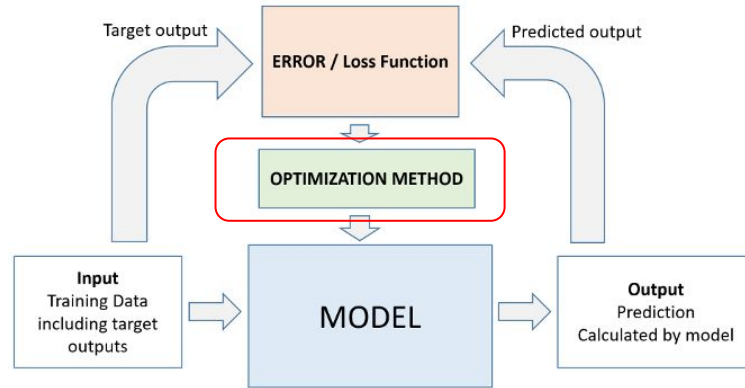 Target output
Predicted output
ERROR / Loss Function
OPTIMIZATION METHOD
Input
Training Data
including target
outputs
MODEL
Output
Prediction
Calculated by model